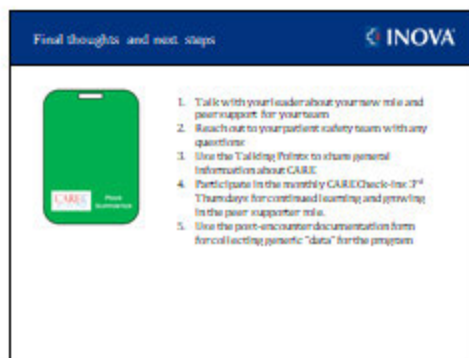 Final thoughts and next steps
INOVA
1. Talk with your leader about your new role and
peer support for your team
2. Reach out to your patient safety team with any
questions
3. Use the Talking Points to share general
information about CARE
4. Participate in the monthly CARE Check-ins 3rd
Thursdays for continued learning and growing
in the peer supporter role.
5. Use the post-encounter documentation form
for collecting generic "data" for the program
CARE
Peer
Supporter